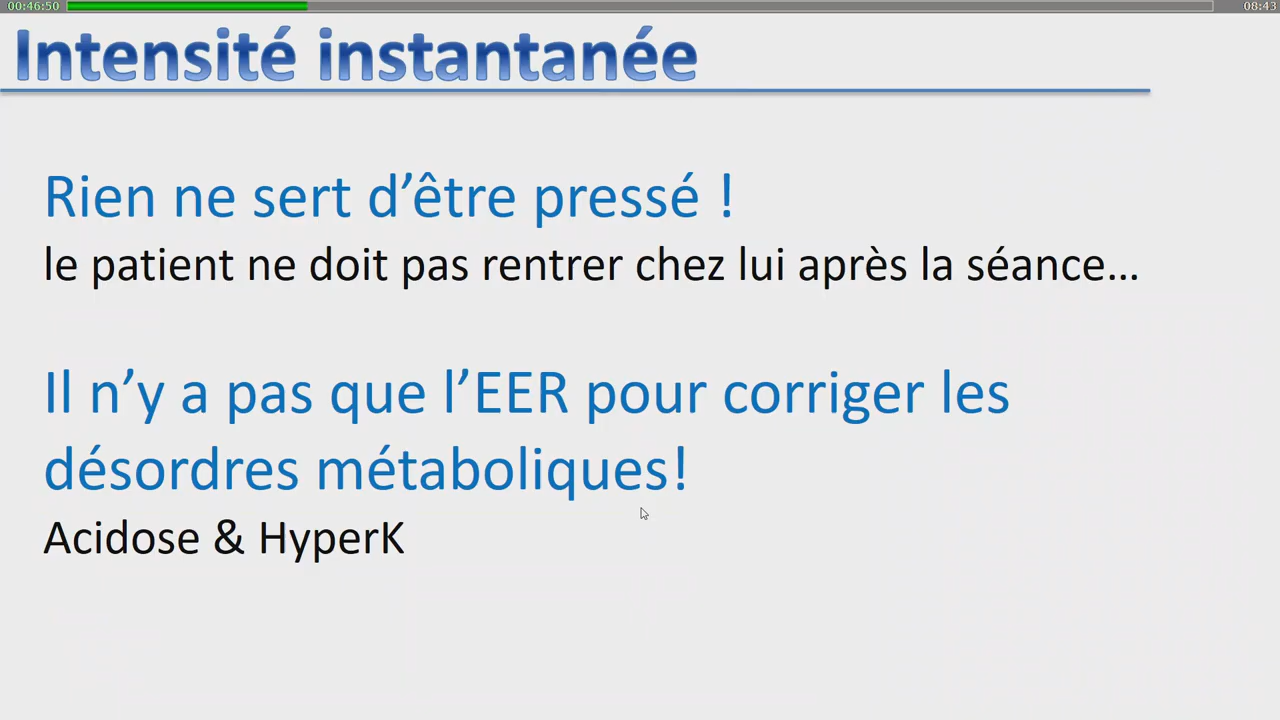 00:46:50
08:43
Intensité instantanée
Rien ne sert d’être pressé !
le patient ne doit pas rentrer chez lui après la séance…
Il n’y a pas que l’EER pour corriger les
désordres métaboliques!
Acidose & HyperK